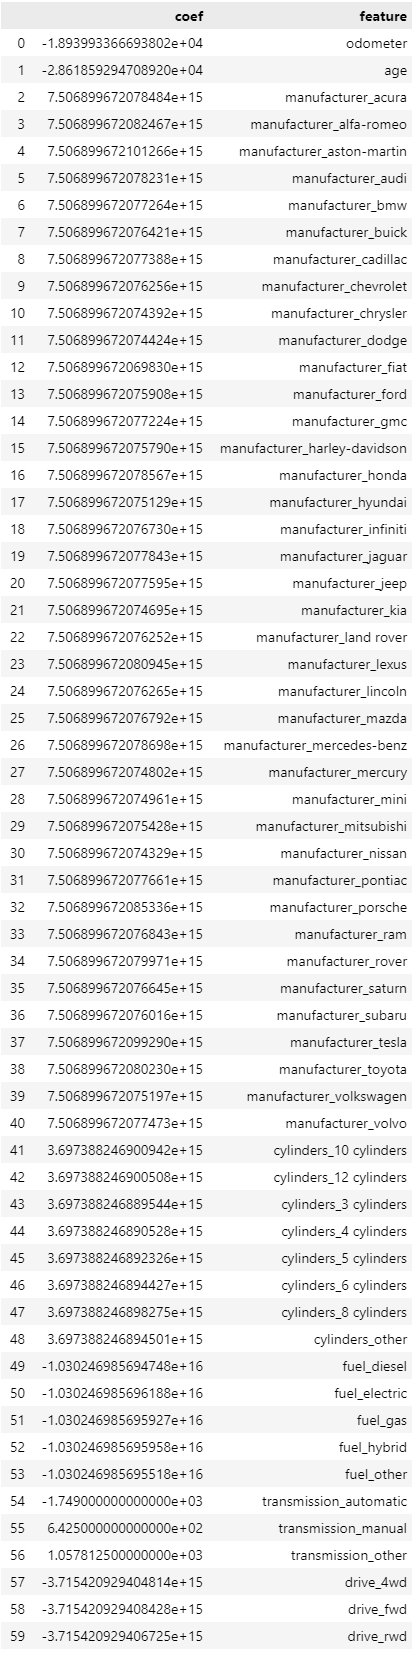 coef feature
0 -1.893993366693802e+04 odometer
1 -2.861859294708920e+04 age
2 7.506899672078484e+15 manufacturer_acura
3 7.506899672082467e+15 manufacturer_alfa-romeo
4 7.506899672101266e+15 manufacturer_aston-martin
5 7.506899672078231e+15 manufacturer_audi
6 7.506899672077264e+15 manufacturer_bmw
7 7.506899672076421e+15 manufacturer_buick
8 7.506899672077388e+15 manufacturer_cadillac
9 7.506899672076256e+15 manufacturer_chevrolet
10 7.506899672074392e+15 manufacturer_chrysler
11 7.506899672074424e+15 manufacturer_dodge
12 7.506899672069830e+15 manufacturer_fiat
13 7.506899672075908e+15 manufacturer_ford
14 7.506899672077224e+15 manufacturer_gmc
15 7.506899672075790e+15 manufacturer_harley-davidson
16 7.506899672078567e+15 manufacturer_honda
17 7.506899672075129e+15 manufacturer_hyundai
18 7.506899672076730e+15 manufacturer_infiniti
19 7.506899672077843e+15 manufacturer_jaguar
20 7.506899672077595e+15 manufacturer_jeep
21 7.506899672074695e+15 manufacturer_kia
22 7.506899672076252e+15 manufacturer_land rover
23 7.506899672080945e+15 manufacturer_lexus
24 7.506899672076265e+15 manufacturer_lincoln
25 7.506899672076792e+15 manufacturer_mazda
26 7.506899672078698e+15 manufacturer_mercedes-benz
27 7.506899672074802e+15 manufacturer_mercury
28 7.506899672074961e+15 manufacturer_mini
29 7.506899672075428e+15 manufacturer_mitsubishi
30 7.506899672074329e+15 manufacturer_nissan
31 7.506899672077661e+15 manufacturer_pontiac
32 7.506899672085336e+15 manufacturer_porsche
33 7.506899672076843e+15 manufacturer_ram
34 7.506899672079971e+15 manufacturer_rover
35 7.506899672076645e+15 manufacturer_saturn
36 7.506899672076016e+15 manufacturer_subaru
37 7.506899672099290e+15 manufacturer_tesla
38 7.506899672080230e+15 manufacturer_toyota
39 7.506899672075197e+15 manufacturer_volkswagen
40 7.506899672077473e+15 manufacturer_volvo
41 3.697388246900942e+15 cylinders_10 cylinders
42 3.697388246900508e+15 cylinders_12 cylinders
43 3.697388246889544e+15 cylinders_3 cylinders
44 3.697388246890528e+15 cylinders_4 cylinders
45 3.697388246892326e+15 cylinders_5 cylinders
46 3.697388246894427e+15 cylinders_6 cylinders
47 3.697388246898275e+15 cylinders_8 cylinders
48 3.697388246894501e+15 cylinders_other
49 -1.030246985694748e+16 fuel_diesel
50 -1.030246985696188e+16 fuel_electric
51 -1.030246985695927e+16 fuel_gas
52 -1.030246985695958e+16 fuel_hybrid
53 -1.030246985695518e+16 fuel_other
54 -1.749000000000000e+03 transmission_automatic
55 6.425000000000000e+02 transmission_manual
56 1.057812500000000e+03 transmission_other
57 -3.715420929404814e+15 drive_4wd
58 -3.715420929408428e+15 drive_fwd
59 -3.715420929406725e+15 drive_rwd